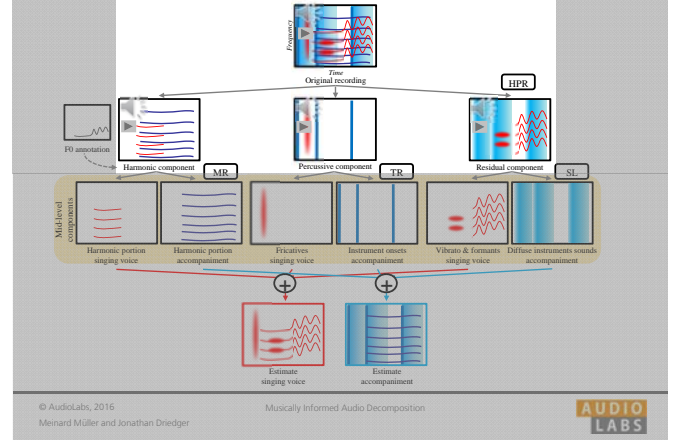 Frequency
Time
Original recording
HPR
F0 annotation
Harmonic component
Percussive component
Residual component
MR
TR
SL
Mid-level
components
Harmonic portion
singing voice
Harmonic portion
accompaniment
Fricatives
singing voice
Instrument onsets
accompaniment
Vibrato & formants
singing voice
Diffuse instruments sounds
accompaniment
+
+
Estimate
singing voice
Estimate
accompaniment
© AudioLabs, 2016
Meinard Müller and Jonathan Driedger
Musically Informed Audio Decomposition
AUDIO
LABS